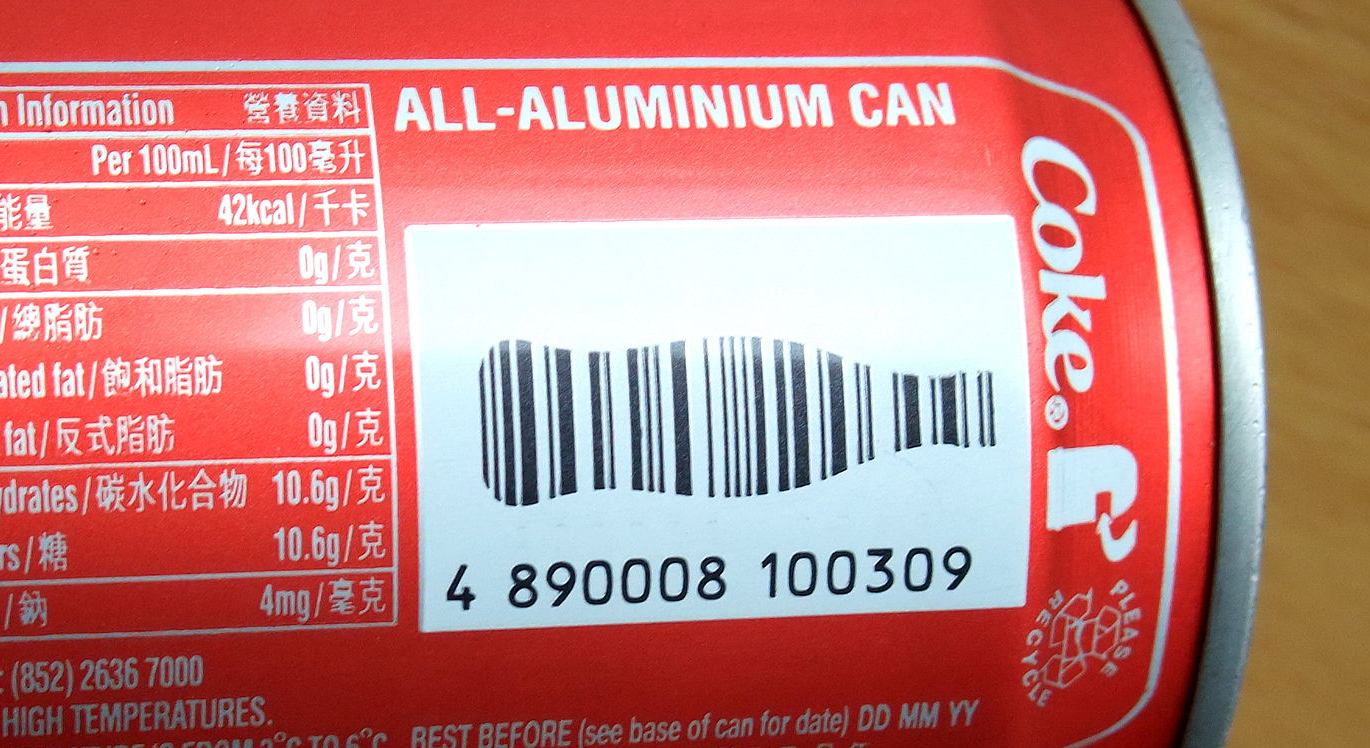 Information 營養資料
Per 100mL/每100毫升
能量 42kcal/千卡
蛋白質 0g/克
/總脂肪 0g/克
ated fat/飽和脂肪 0g/克
fat/反式脂肪 0g/克
ydrates/碳水化合物 10.6g/克
rs/糖 10.6g/克
/鈉 4mg/毫克
: (852) 2636 7000
HIGH TEMPERATURES.
ALL-ALUMINIUM CAN
4 890008 100309
BEST BEFORE (see base of can for date) DD MM YY
Coke®
PLEASE
RECYCLE